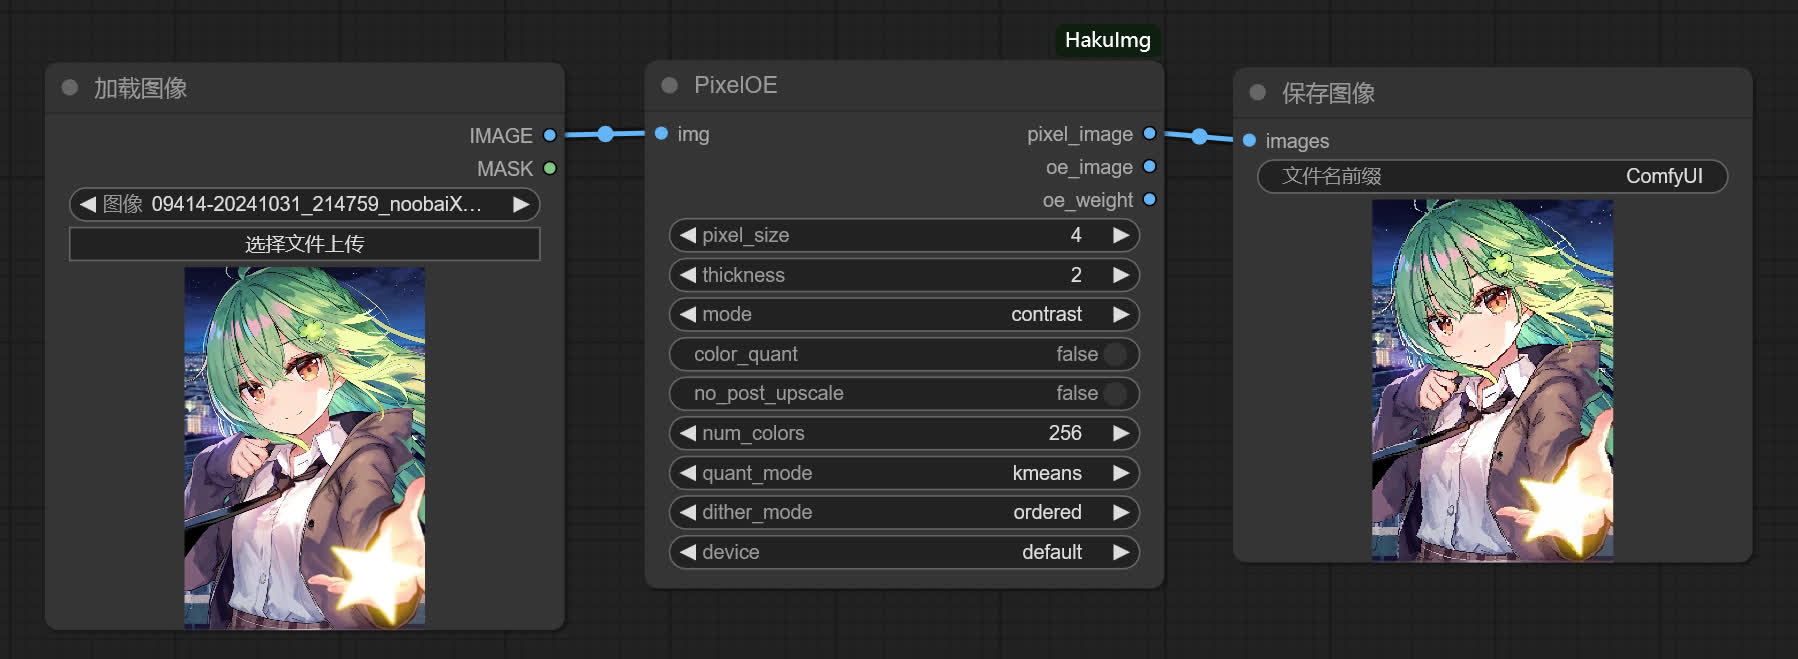 加载图像
IMAGE
MASK
图像 09414-20241031_214759_noobaiX...
选择文件上传
HakuImg
PixelOE
img
pixel_image
oe_image
oe_weight
pixel_size 4
thickness 2
mode contrast
color_quant false
no_post_upscale false
num_colors 256
quant_mode kmeans
dither_mode ordered
device default
保存图像
images
文件名前缀 ComfyUI